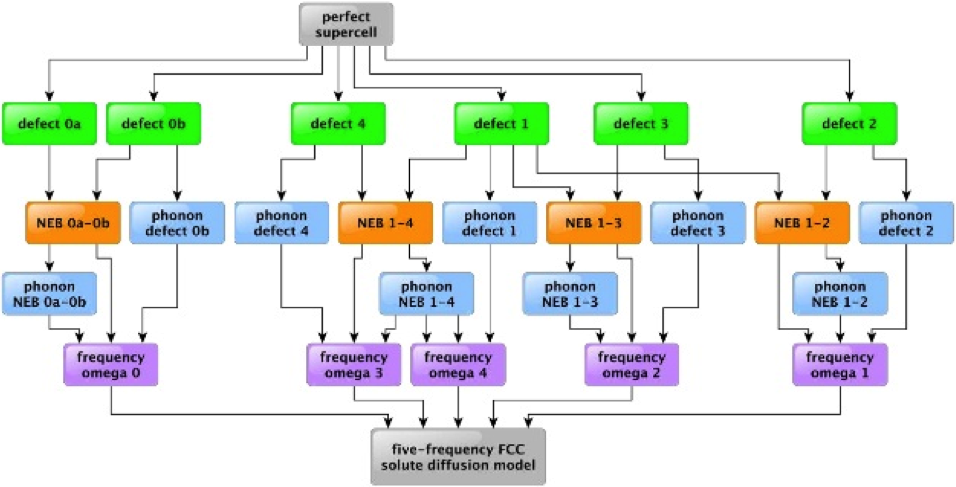 perfect
supercell
defect 0a
defect 0b
defect 4
defect 1
defect 3
defect 2
NEB 0a-0b
phonon
defect 0b
phonon
defect 4
NEB 1-4
phonon
defect 1
NEB 1-3
phonon
defect 3
NEB 1-2
phonon
defect 2
phonon
NEB 0a-0b
phonon
NEB 1-4
phonon
NEB 1-3
phonon
NEB 1-2
frequency
omega 0
frequency
omega 3
frequency
omega 4
frequency
omega 2
frequency
omega 1
five-frequency FCC
solute diffusion model